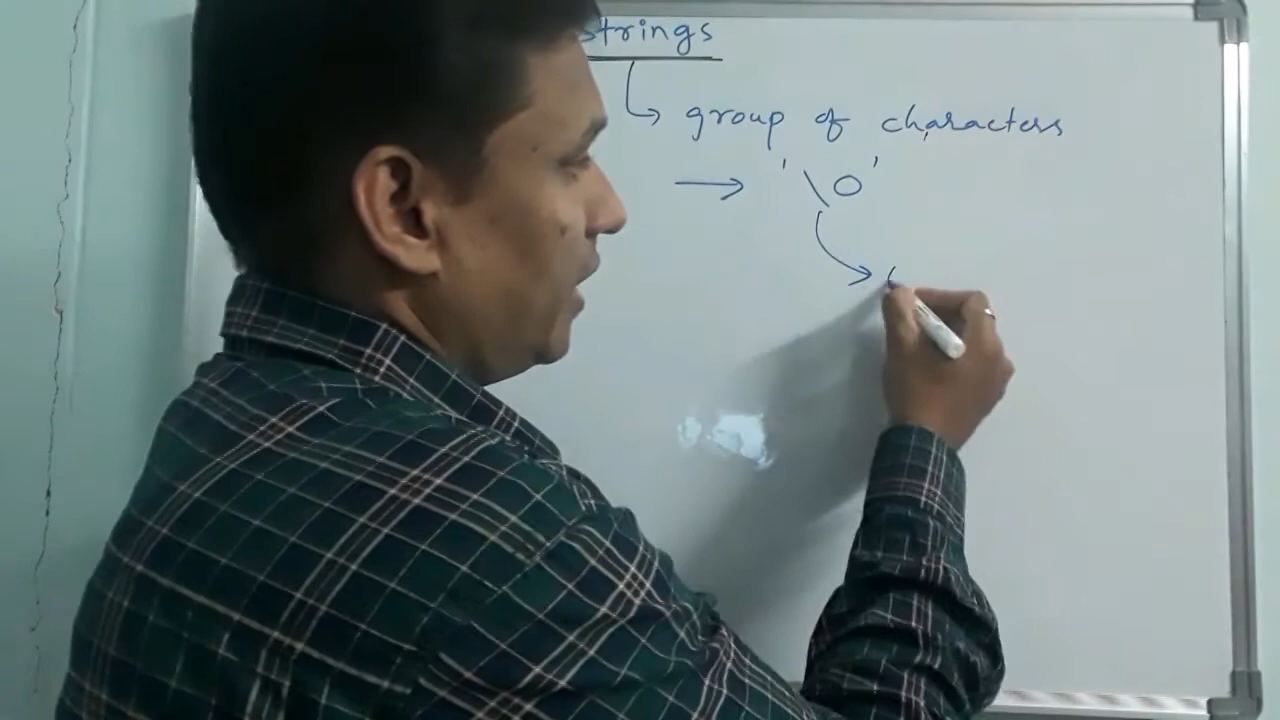 strings
group of characters
'\0'